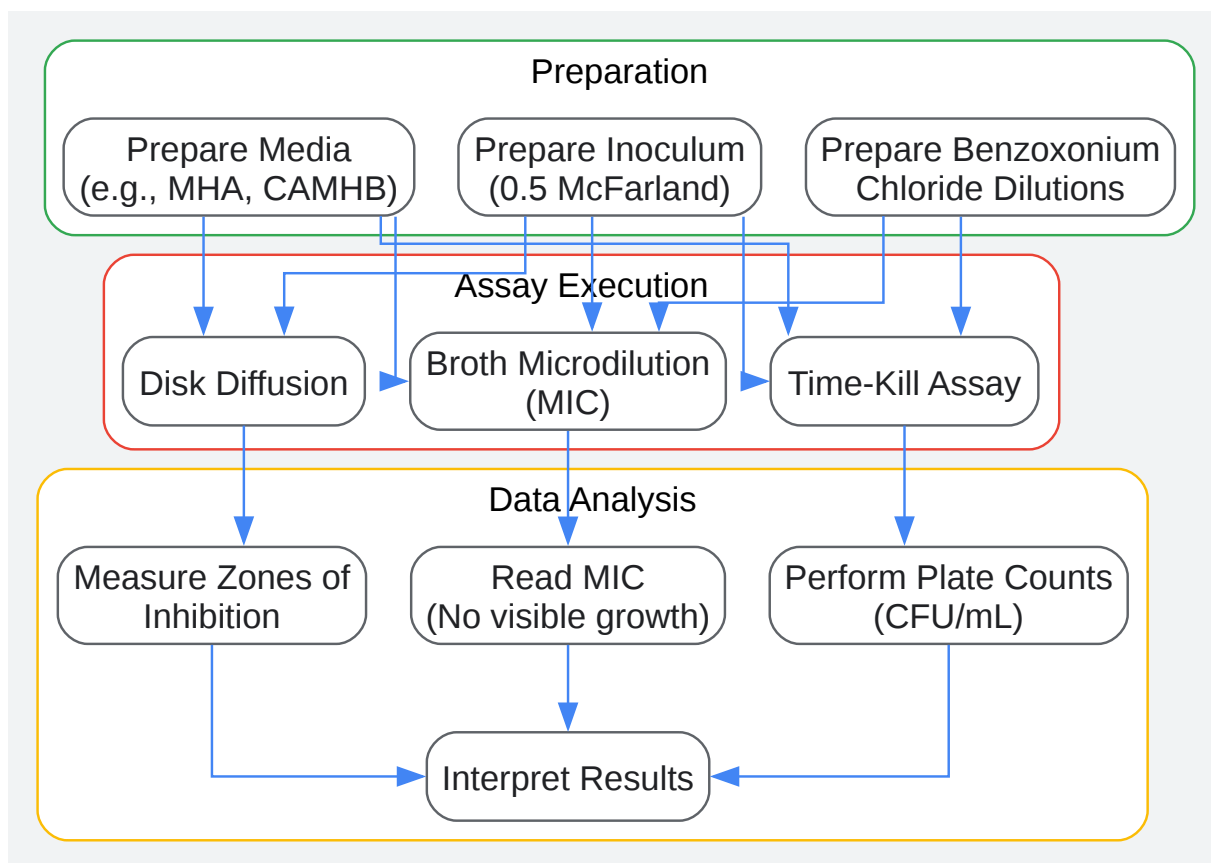 Preparation
Prepare Media
(e.g., MHA, CAMHB)
Prepare Inoculum
(0.5 McFarland)
Prepare Benzoxonium
Chloride Dilutions
Assay Execution
Disk Diffusion
Broth Microdilution
(MIC)
Time-Kill Assay
Data Analysis
Measure Zones of
Inhibition
Read MIC
(No visible growth)
Perform Plate Counts
(CFU/mL)
Interpret Results